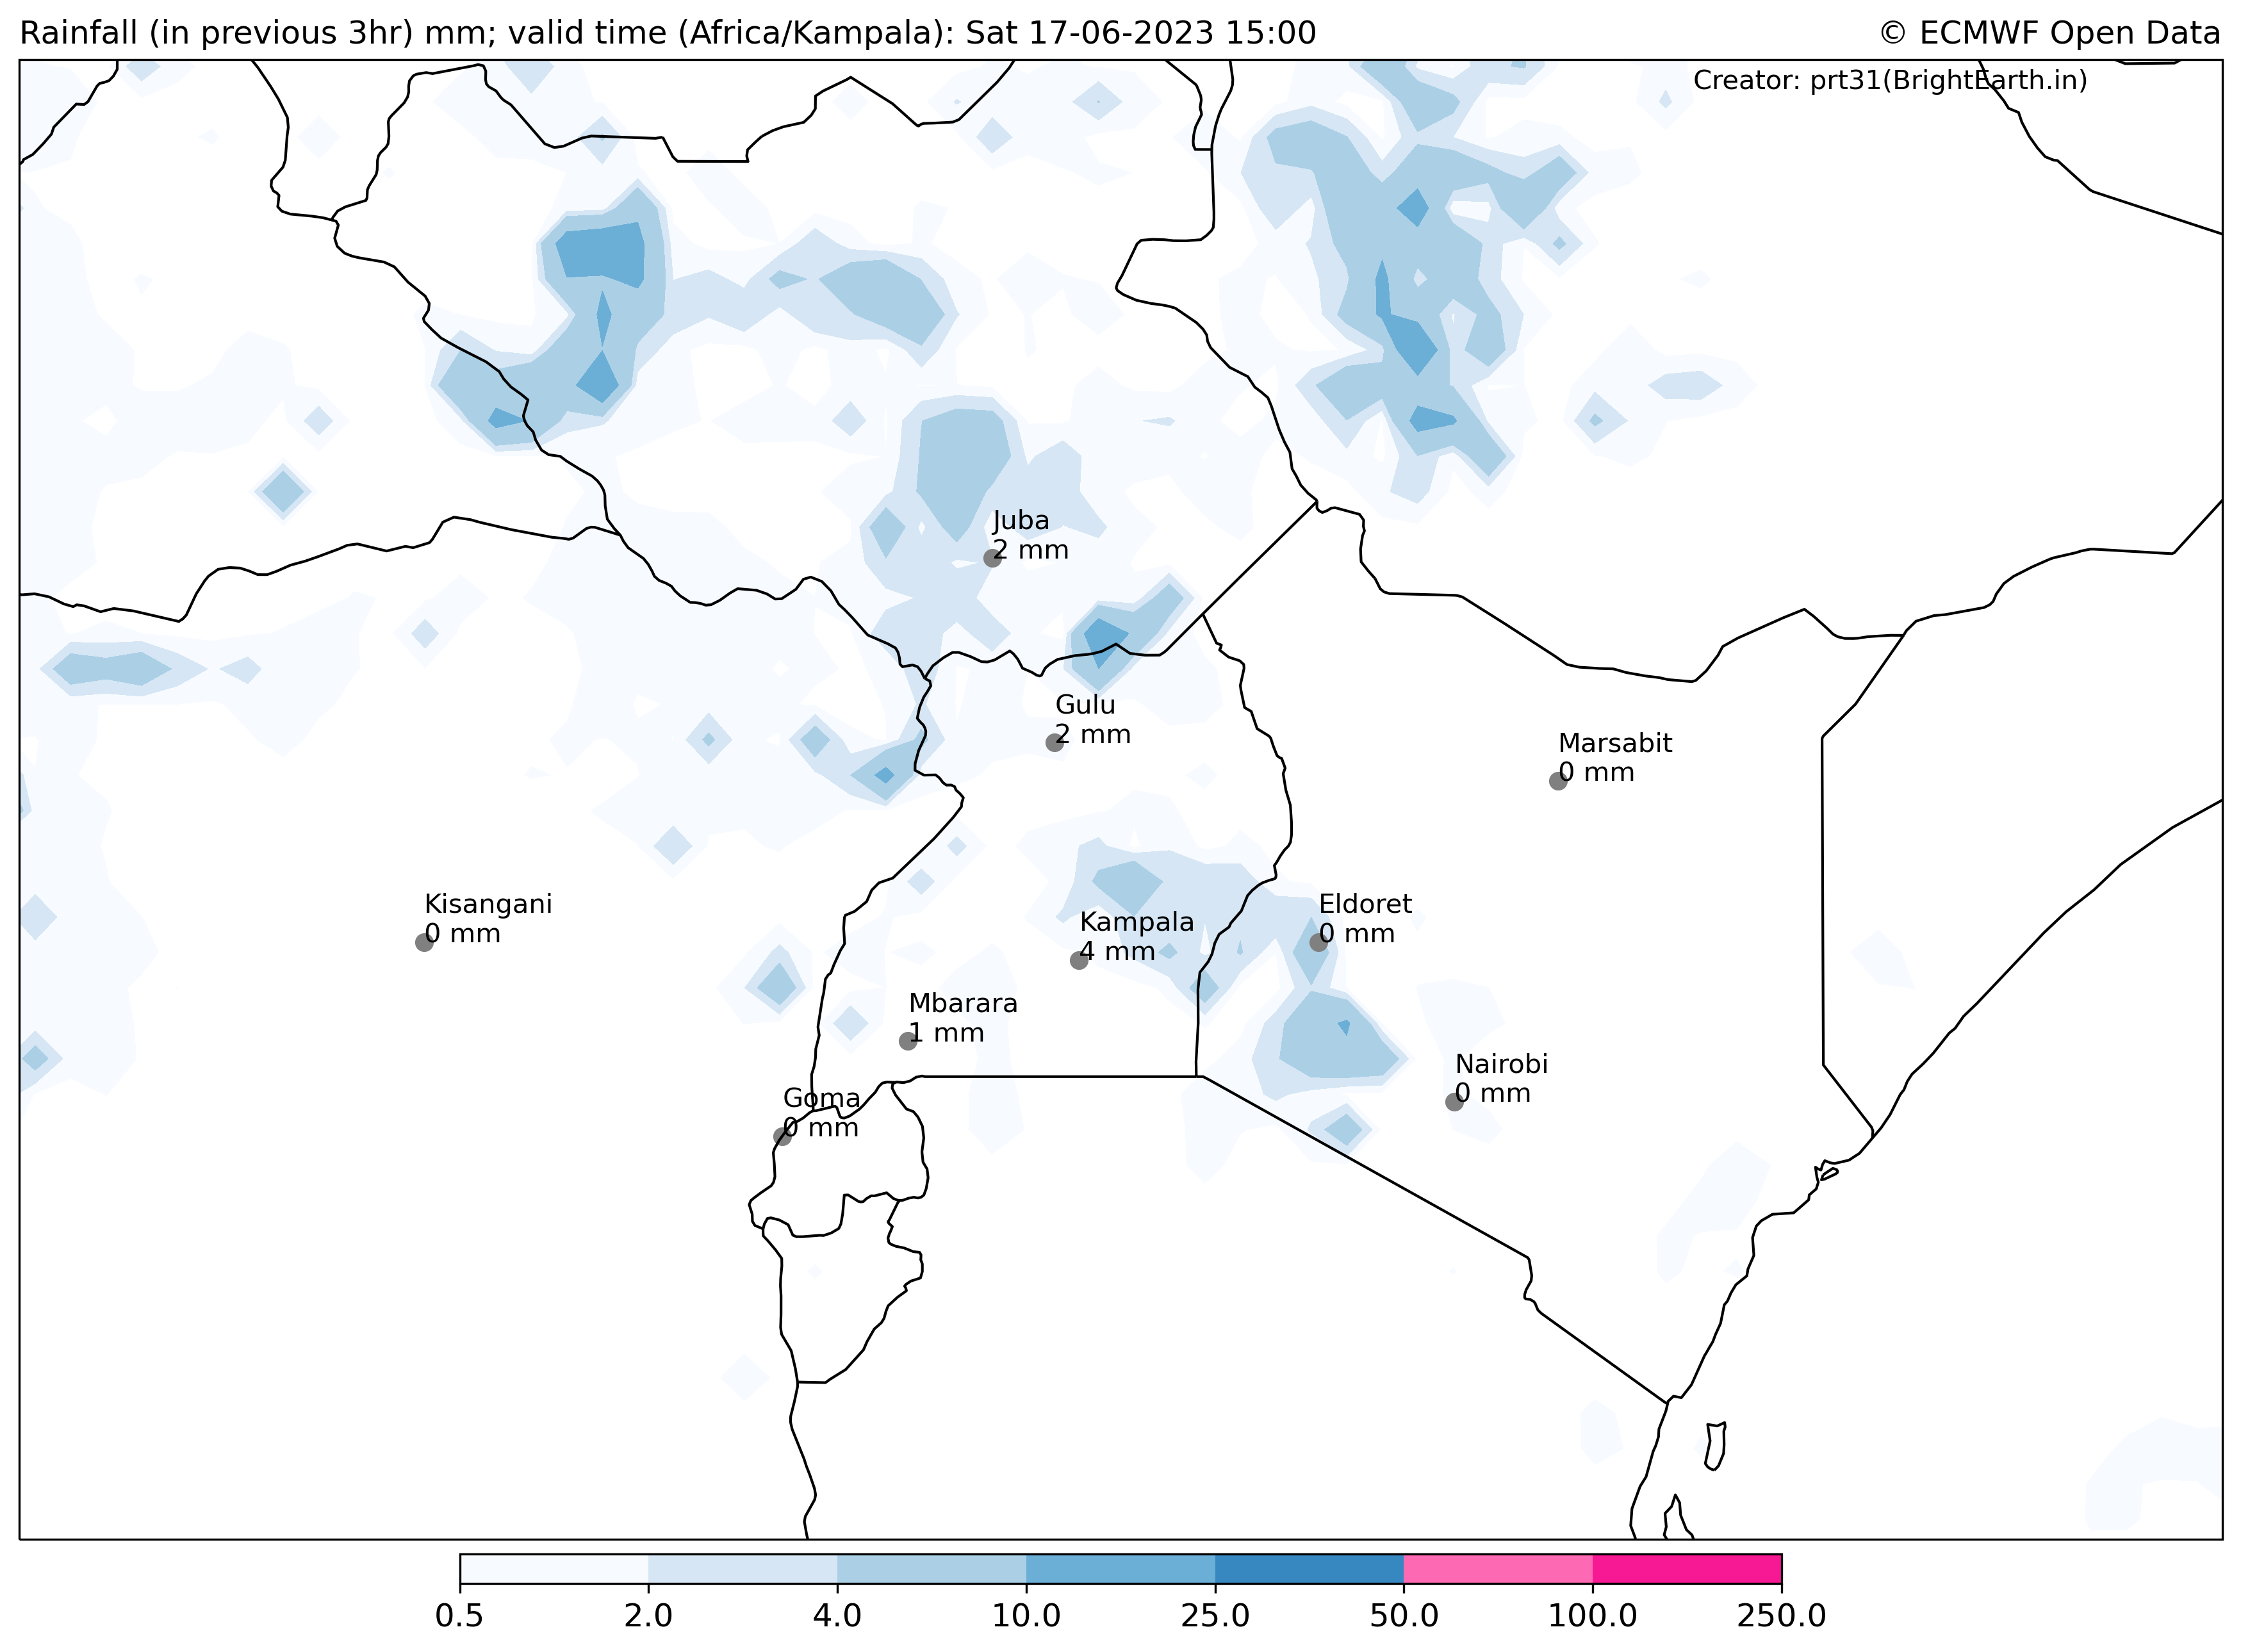 Rainfall (in previous 3hr) mm; valid time (Africa/Kampala): Sat 17-06-2023 15:00
© ECMWF Open Data
Creator: prt31(BrightEarth.in)
Juba
2 mm
Gulu
2 mm
Marsabit
0 mm
Kisangani
0 mm
Eldoret
0 mm
Kampala
4 mm
Mbarara
1 mm
Nairobi
0 mm
Goma
0 mm
0.5 2.0 4.0 10.0 25.0 50.0 100.0 250.0